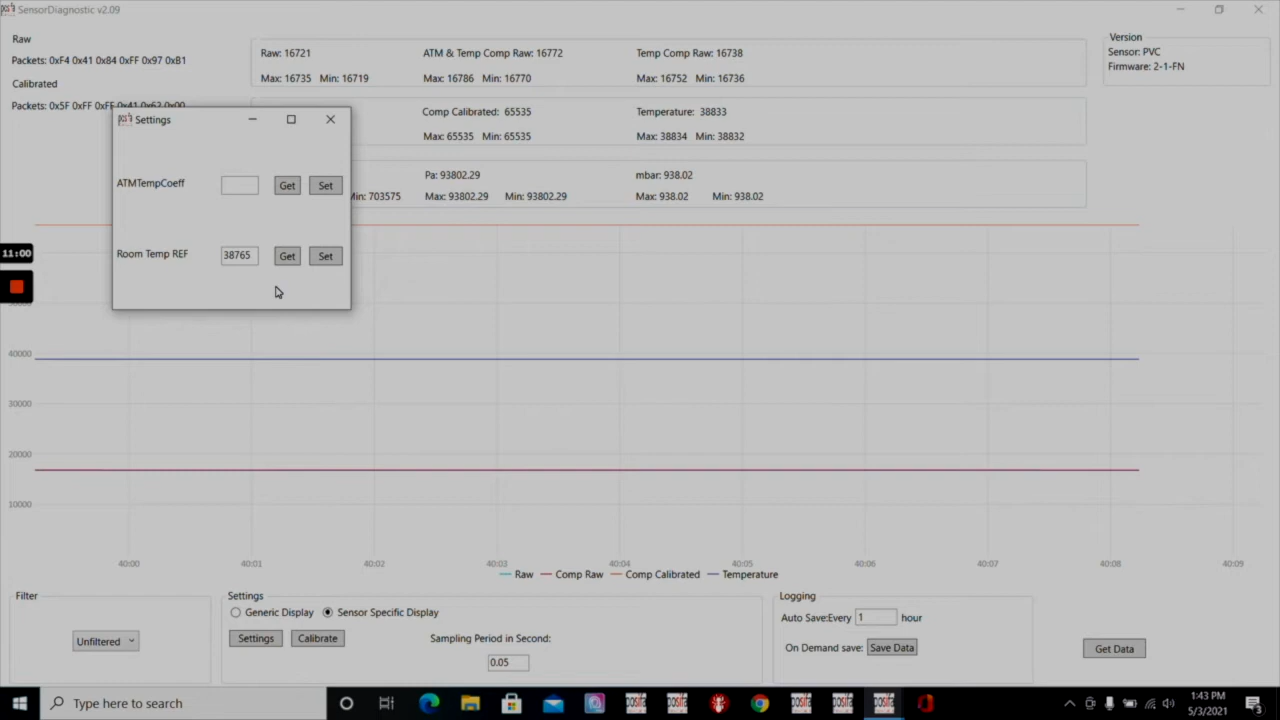 SensorDiagnostic v2.09
Raw
Packets: 0xF4 0x41 0x84 0xFF 0x97 0xB1
Calibrated
Packets: 0x5F 0xFF 0xFF 0x41 0x62 0x00
Raw: 16721 ATM & Temp Comp Raw: 16772 Temp Comp Raw: 16738
Max: 16735 Min: 16719 Max: 16786 Min: 16770 Max: 16752 Min: 16736
Version
Sensor: PVC
Firmware: 2-1-FN
Comp Calibrated: 65535 Temperature: 38833
Max: 65535 Min: 65535 Max: 38834 Min: 38832
Pa: 93802.29 mbar: 938.02
Min: 703575 Max: 93802.29 Min: 93802.29 Max: 938.02 Min: 938.02
Settings
ATMTempCoeff Get Set
Room Temp REF 38765 Get Set
11:00
40000
30000
20000
10000
40:00 40:01 40:02 40:03 40:04 40:05 40:06 40:07 40:08 40:09
Raw Comp Raw Comp Calibrated Temperature
Filter
Unfiltered
Settings
Generic Display Sensor Specific Display
Settings Calibrate Sampling Period in Second:
0.05
Logging
Auto Save:Every 1 hour
On Demand save: Save Data
Get Data
Type here to search
1:43 PM
5/3/2021
3